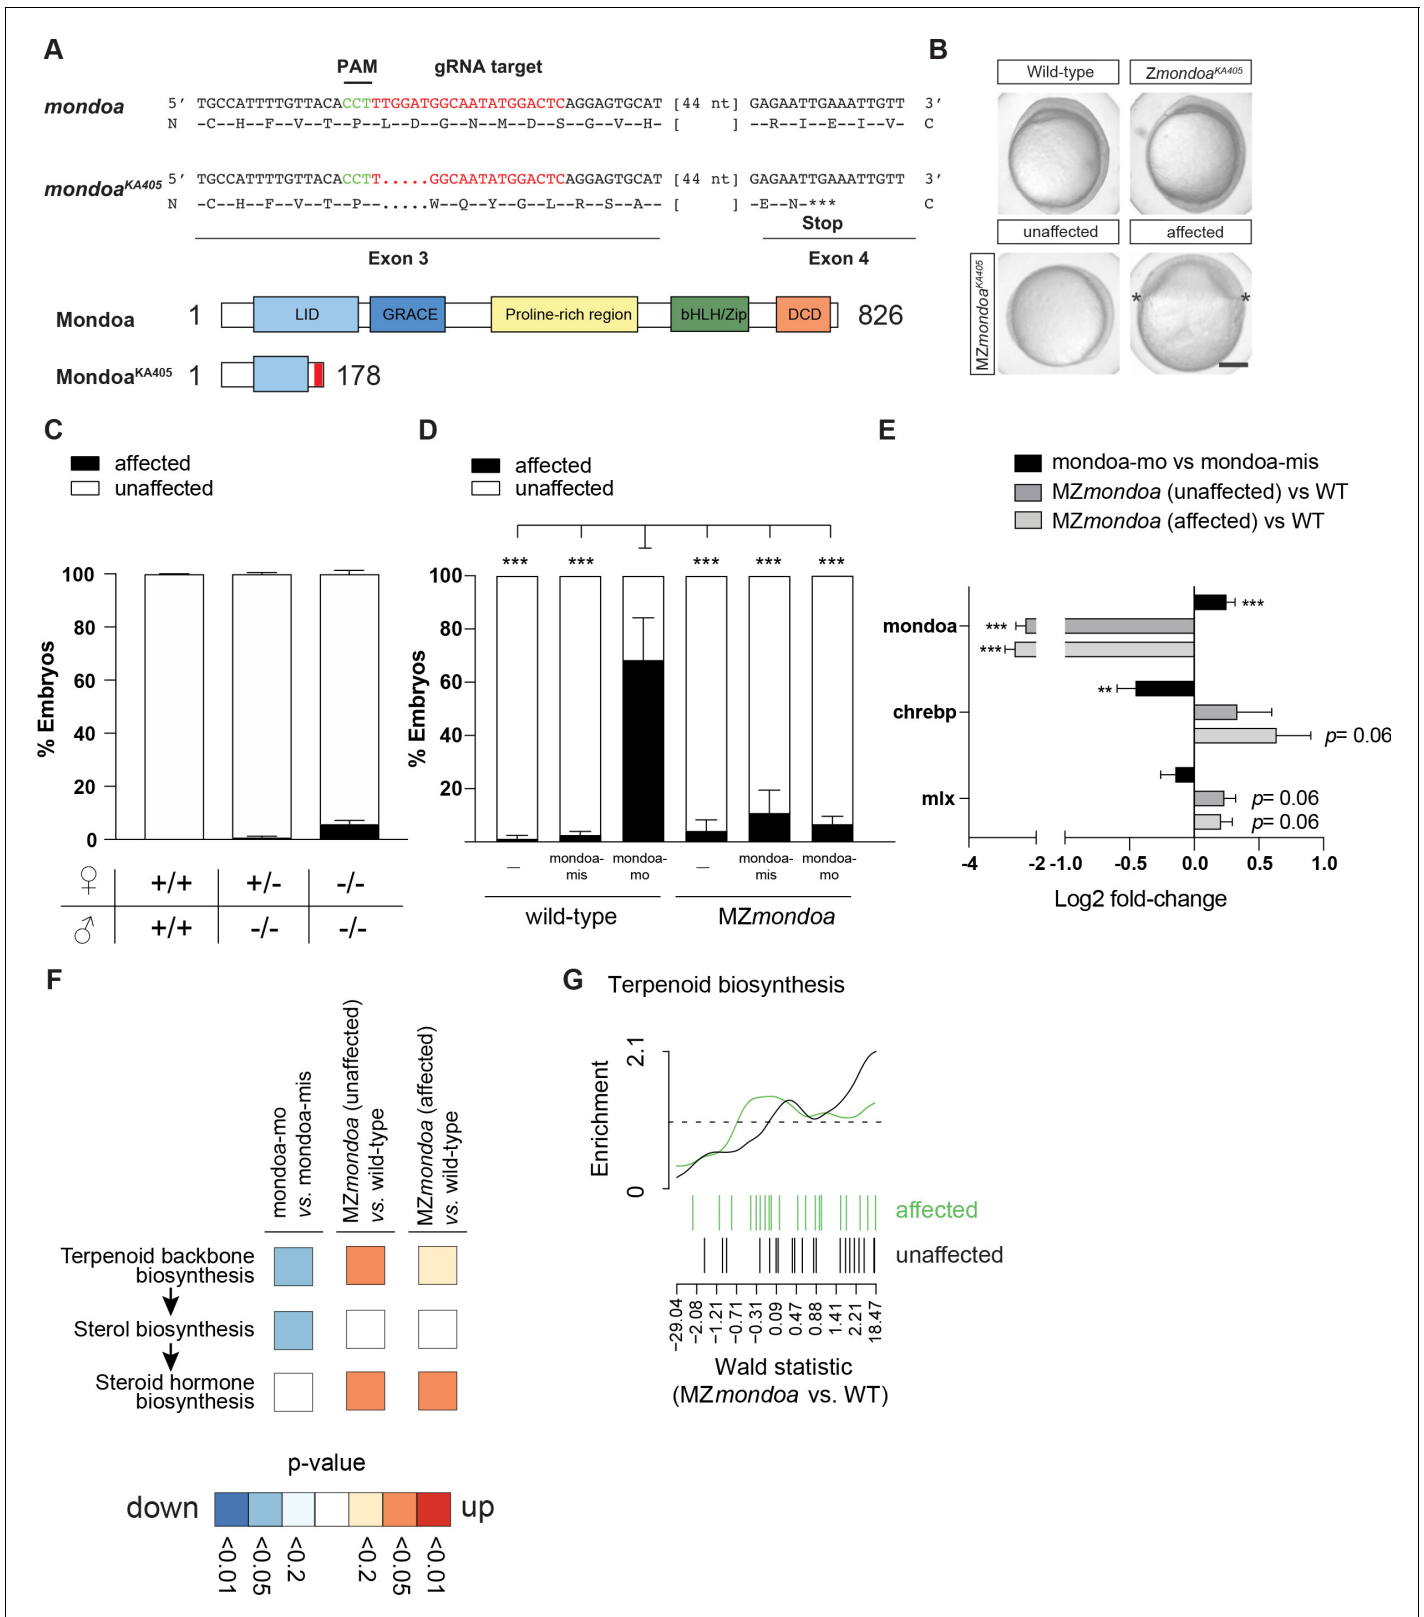 A
PAM gRNA target
mondoa 5′ TGCCATTTTGTTACACCTTTGGATGGCAATATGGACTCAGGAGTGCAT [44 nt] GAGAATTGAAATTGTT 3′
N -C--H--F--V--T--P--L--D--G--N--M--D--S--G--V--H- [ ] --R--I--E--I--V- C
mondoaKA405 5′ TGCCATTTTGTTACACCTT.....GGCAATATGGACTCAGGAGTGCAT [44 nt] GAGAATTGAAATTGTT 3′
N -C--H--F--V--T--P--.....-W--Q--Y--G--L--R--S--A-- [ ] -E--N-*** C
Stop
Exon 3 Exon 4
Mondoa 1 LID GRACE Proline-rich region bHLH/Zip DCD 826
MondoaKA405 1 178
B
Wild-type ZmondoaKA405
unaffected affected
MZmondoaKA405
* *
C
affected
unaffected
% Embryos
100
80
60
40
20
0
♀ +/+ +/- -/-
♂ +/+ -/- -/-
D
affected
unaffected
*** *** *** *** ***
% Embryos
100
80
60
40
20
— mondoa-mis mondoa-mo — mondoa-mis mondoa-mo
wild-type MZmondoa
E
mondoa-mo vs mondoa-mis
MZmondoa (unaffected) vs WT
MZmondoa (affected) vs WT
mondoa *** *** ***
chrebp ** p= 0.06
mlx p= 0.06
p= 0.06
-4 -2 -1.0 -0.5 0.0 0.5 1.0
Log2 fold-change
F
mondoa-mo
vs. mondoa-mis
MZmondoa (unaffected)
vs. wild-type
MZmondoa (affected)
vs. wild-type
Terpenoid backbone
biosynthesis
Sterol biosynthesis
Steroid hormone
biosynthesis
p-value
down up
<0.01 <0.05 <0.2 <0.2 <0.05 <0.01
G
Terpenoid biosynthesis
Enrichment
2.1
0
affected
unaffected
−29.04 −2.08 −1.21 −0.71 −0.31 0.09 0.47 0.88 1.41 2.21 18.47
Wald statistic
(MZmondoa vs. WT)